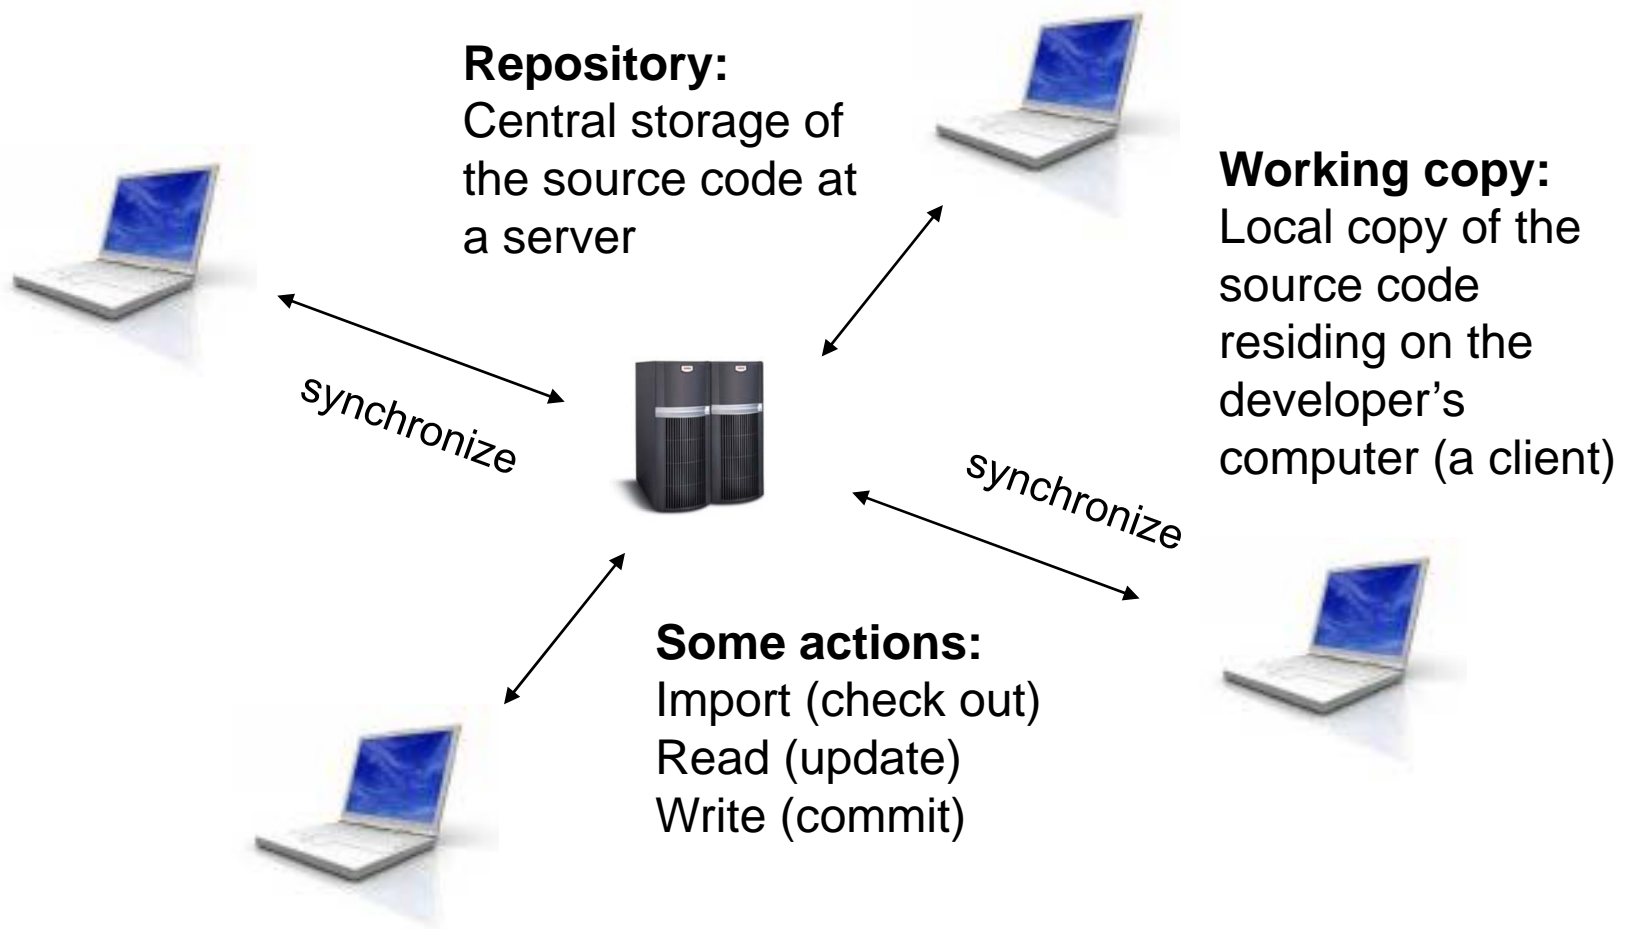 Repository:
Central storage of
the source code at
a server
Working copy:
Local copy of the
source code
residing on the
developer’s
computer (a client)
synchronize
synchronize
Some actions:
Import (check out)
Read (update)
Write (commit)